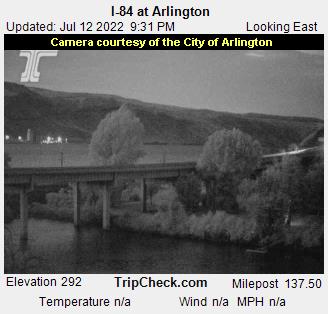 I-84 at Arlington
Updated: Jul 12 2022 9:31 PM Looking East
Camera courtesy of the City of Arlington
Elevation 292 TripCheck.com Milepost 137.50
Temperature n/a Wind n/a MPH n/a